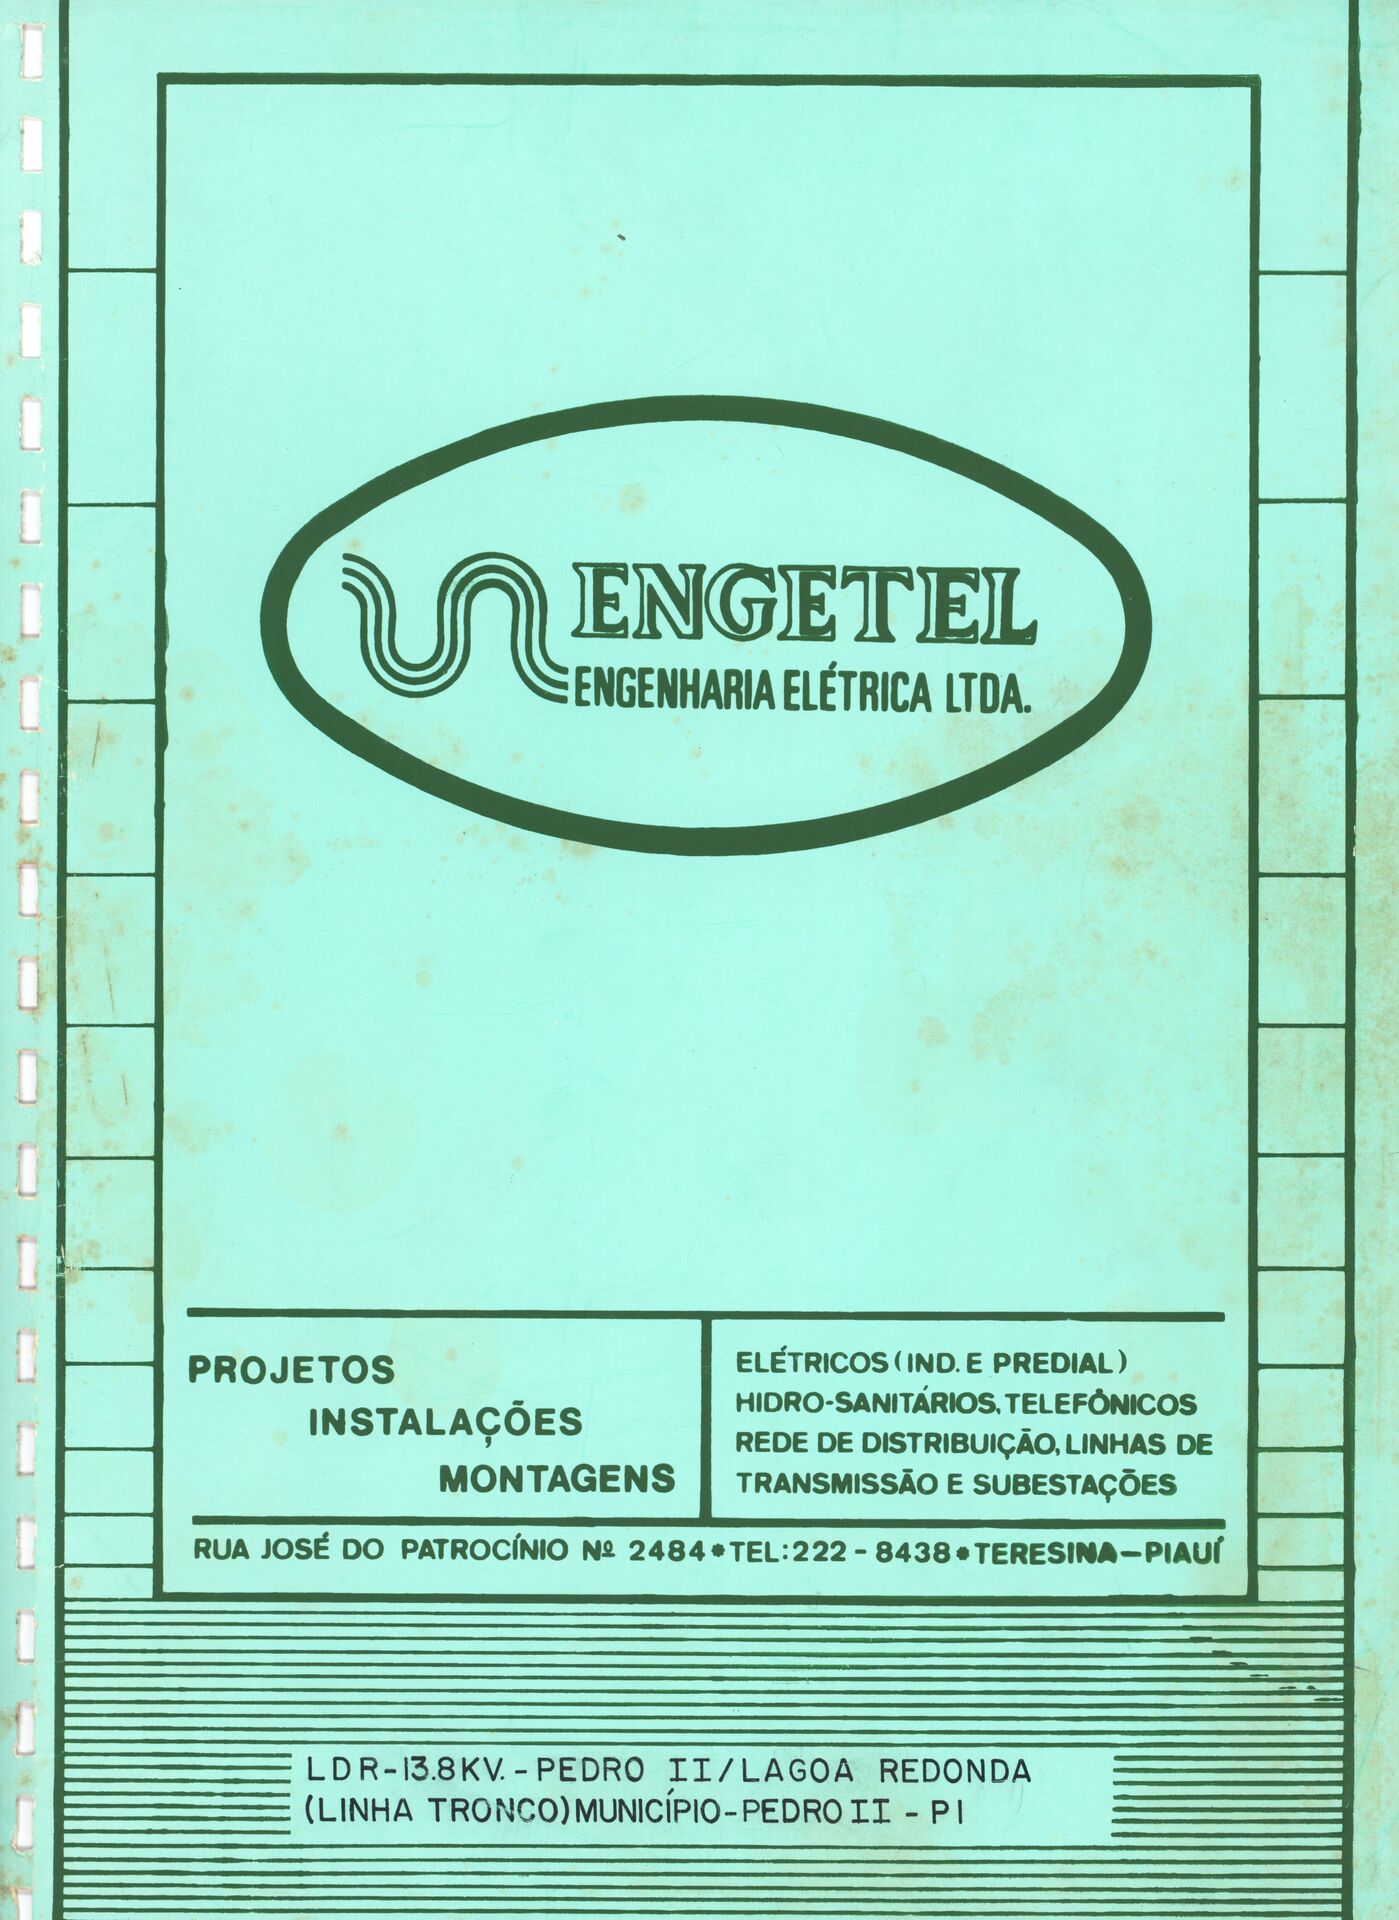 ENGETEL
ENGENHARIA ELÉTRICA LTDA.
PROJETOS
INSTALAÇÕES
MONTAGENS
ELÉTRICOS (IND. E PREDIAL)
HIDRO-SANITÁRIOS, TELEFÔNICOS
REDE DE DISTRIBUIÇÃO, LINHAS DE
TRANSMISSÃO E SUBESTAÇÕES
RUA JOSÉ DO PATROCÍNIO Nº 2484*TEL:222-8438*TERESINA-PIAUÍ
LDR-13.8KV.-PEDRO II/LAGOA REDONDA
(LINHA TRONCO)MUNICÍPIO-PEDRO II - PI